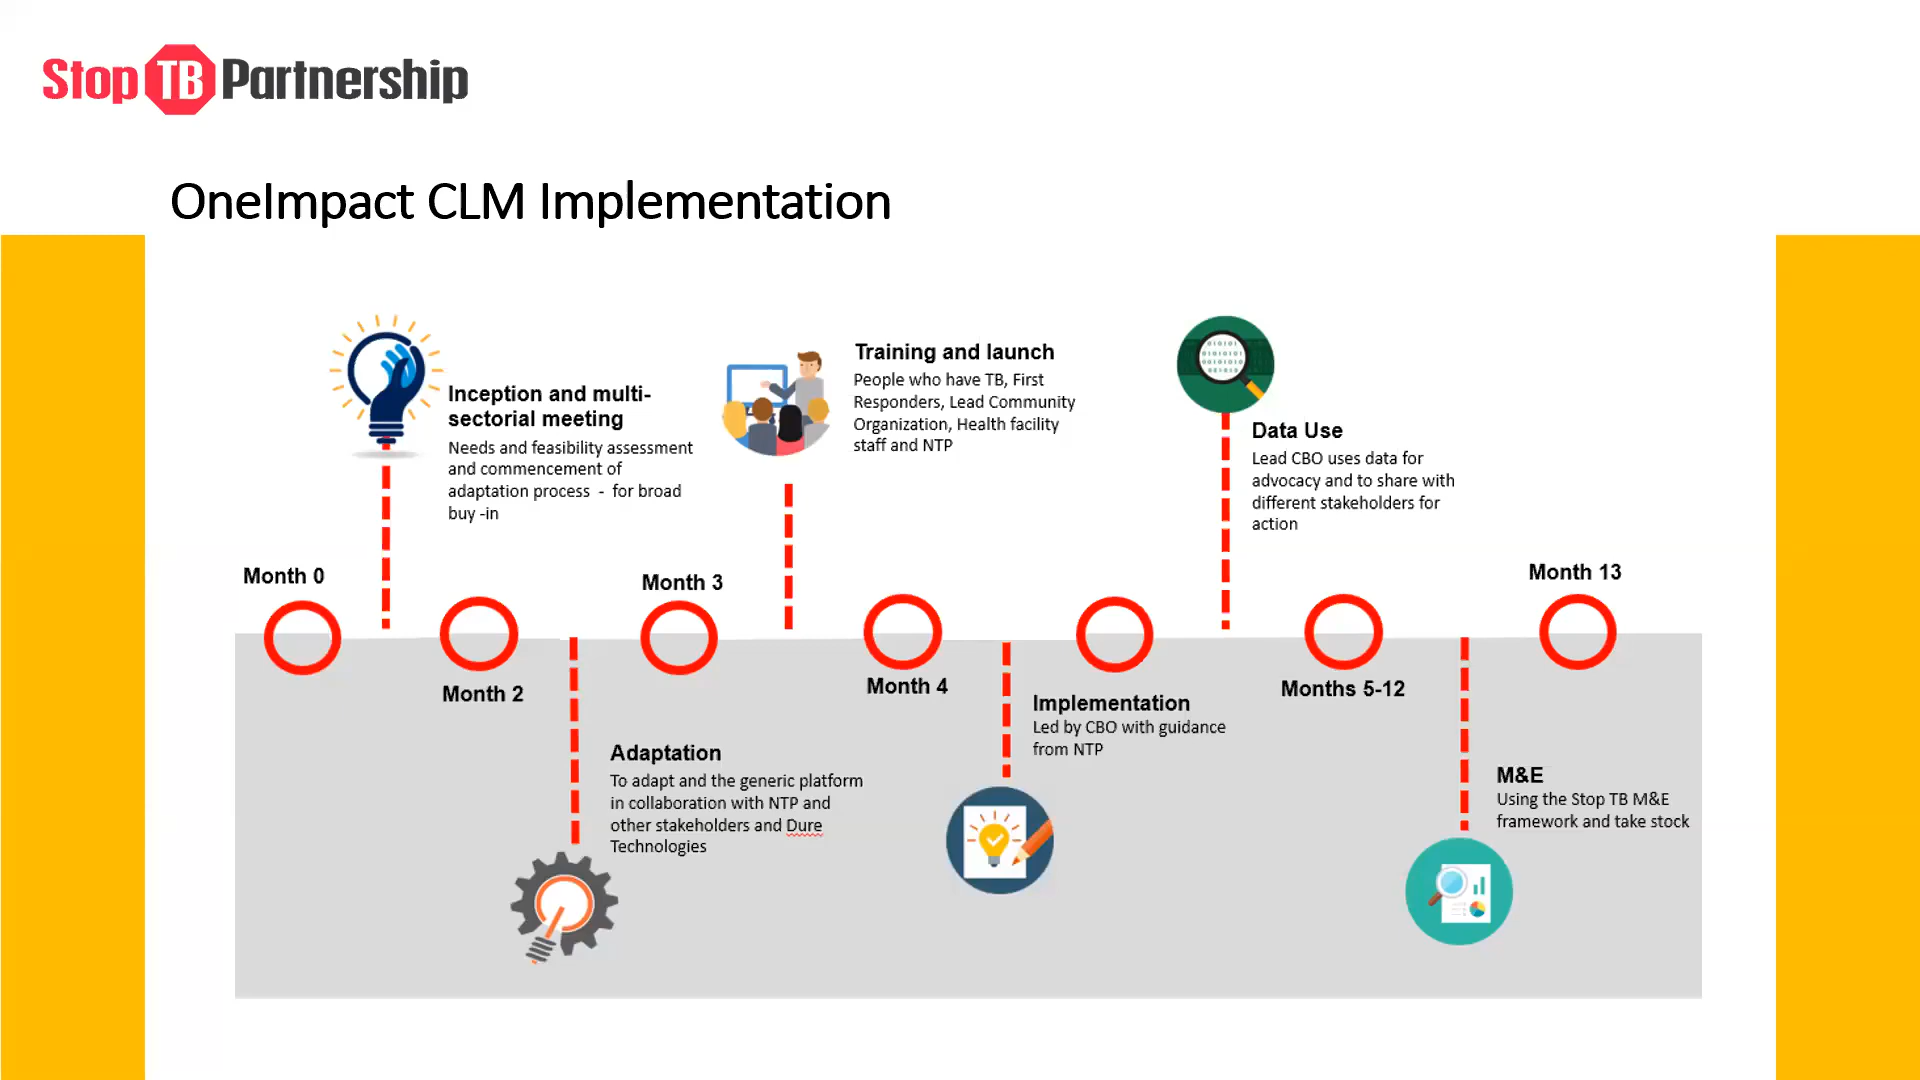 Stop TB Partnership
OneImpact CLM Implementation
Inception and multi-
sectorial meeting
Needs and feasibility assessment
and commencement of
adaptation process - for broad
buy -in
Training and launch
People who have TB, First
Responders, Lead Community
Organization, Health facility
staff and NTP
Data Use
Lead CBO uses data for
advocacy and to share with
different stakeholders for
action
Month 0
Month 2
Month 3
Month 4
Months 5-12
Month 13
Adaptation
To adapt and the generic platform
in collaboration with NTP and
other stakeholders and Dure
Technologies
Implementation
Led by CBO with guidance
from NTP
M&E
Using the Stop TB M&E
framework and take stock